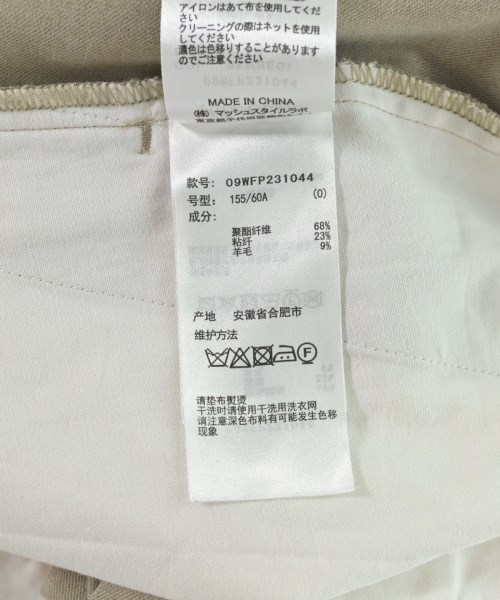 アイロンはあて布を使用してくだ
さい
クリーニングの際はネットを使用
してください
濃色は色移りすることがあります
のでご注意ください
MADE IN CHINA
(株)マッシュスタイルラボ
款号: 09WFP231044
号型: 155/60A (0)
成分:
聚酯纤维 68%
粘纤 23%
羊毛 9%
产地 安徽省合肥市
维护方法
请垫布熨烫
干洗时请使用干洗用洗衣网
请注意深色布料有可能发生色移
现象